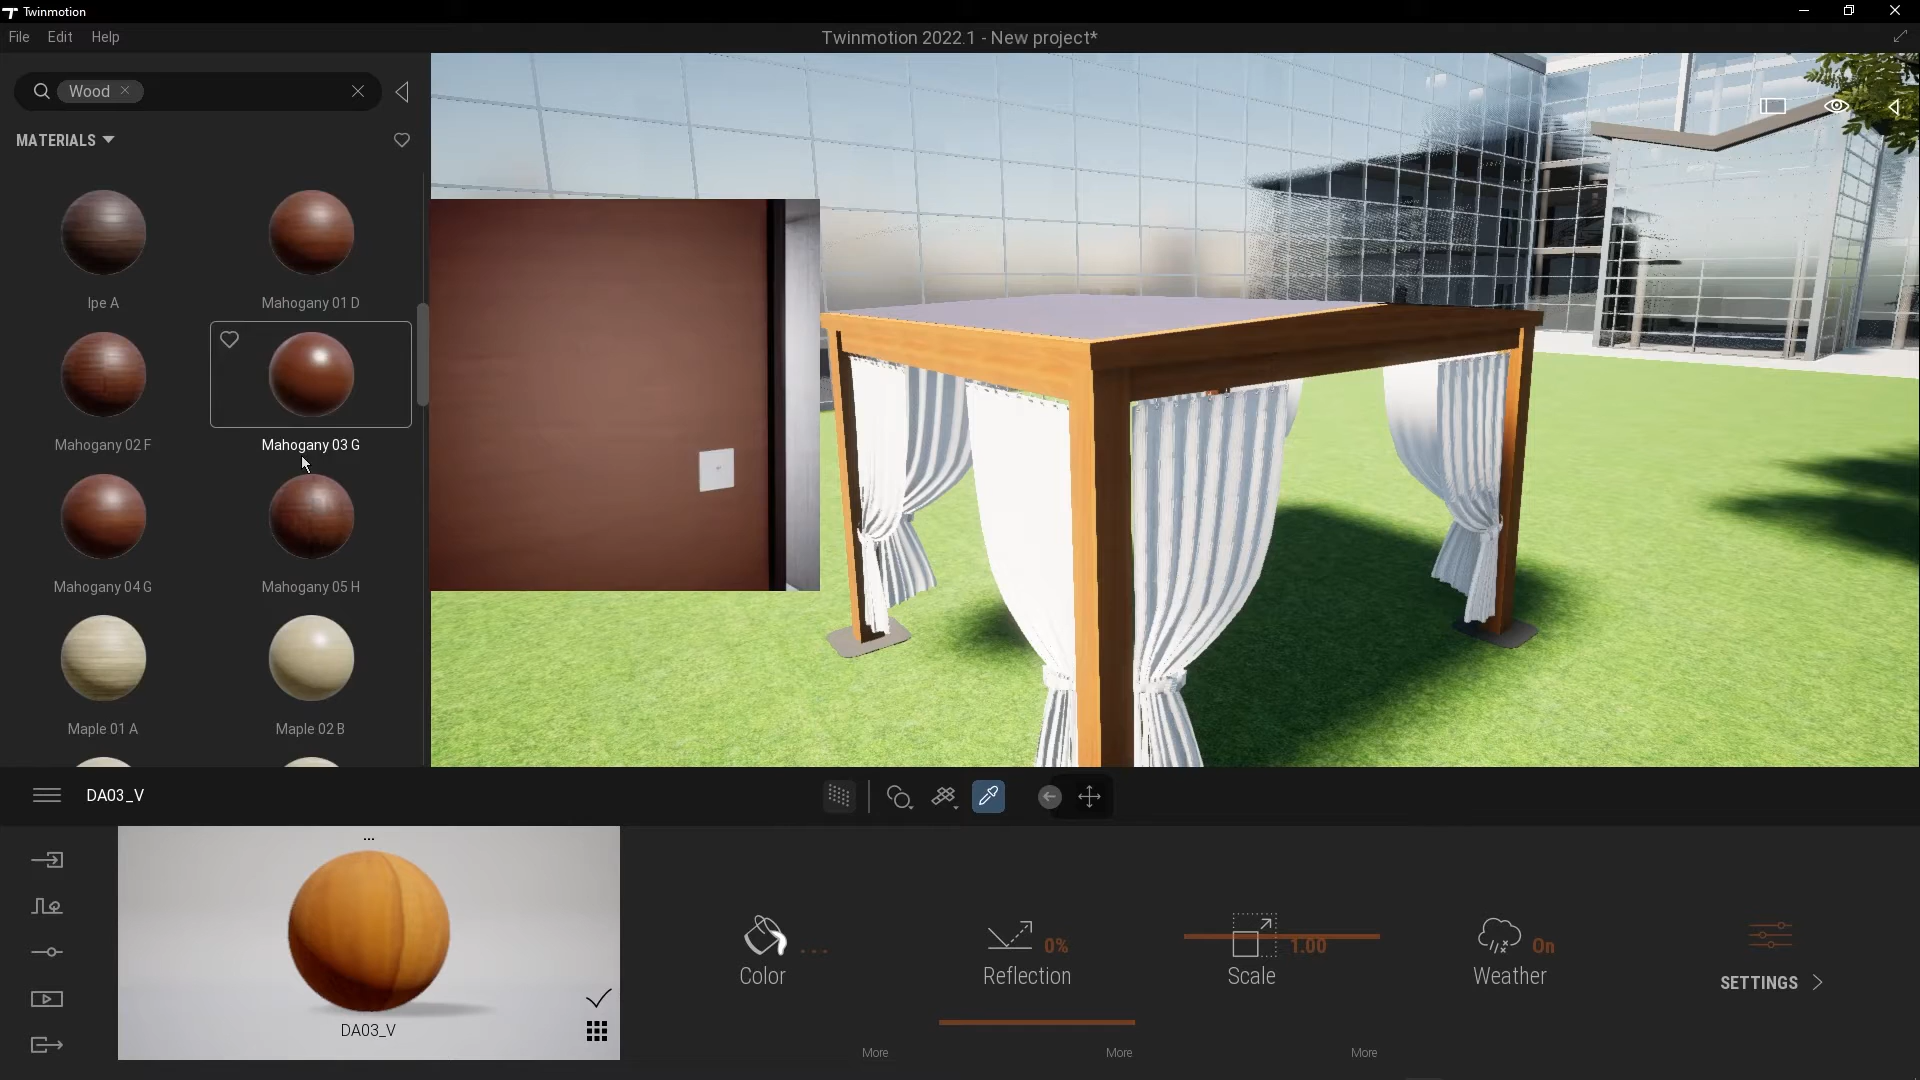 Twinmotion
File Edit Help
Twinmotion 2022.1 - New project*
Wood
MATERIALS
Ipe A
Mahogany 01 D
Mahogany 02 F
Mahogany 03 G
Mahogany 04 G
Mahogany 05 H
Maple 01 A
Maple 02 B
DA03_V
...
DA03_V
Color ...
Reflection 0%
Scale 1.00
Weather On
SETTINGS
More More More